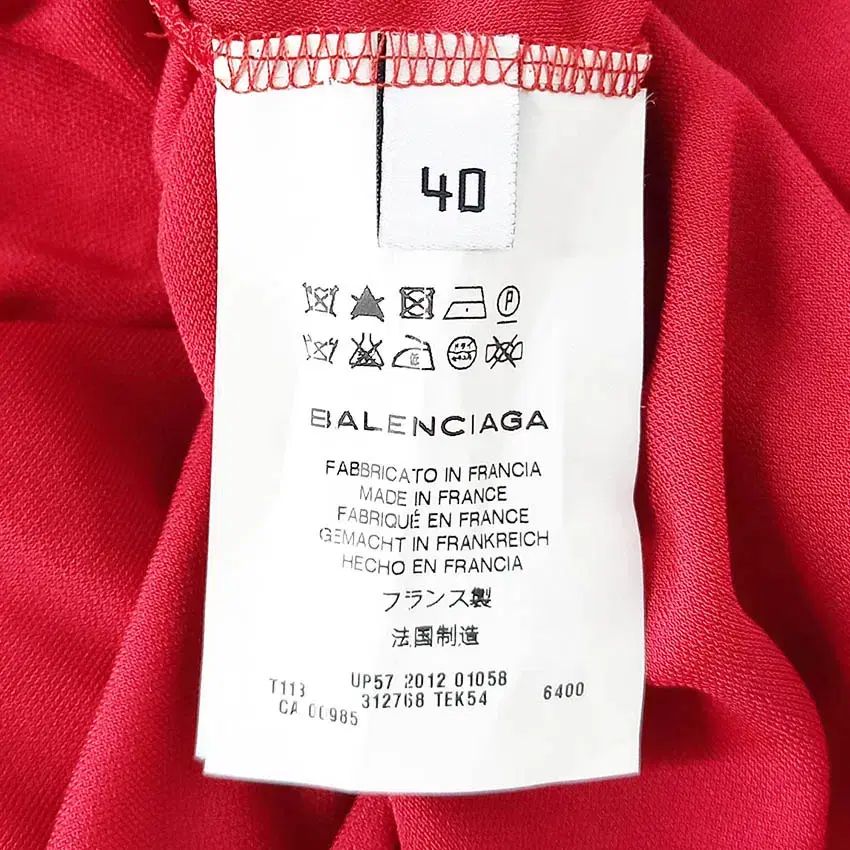 40
P
BALENCIAGA
FABBRICATO IN FRANCIA
MADE IN FRANCE
FABRIQUÉ EN FRANCE
GEMACHT IN FRANKREICH
HECHO EN FRANCIA
フランス製
法国制造
T113 UP57 2012 01058
312768 TEK54 6400
CA 00985